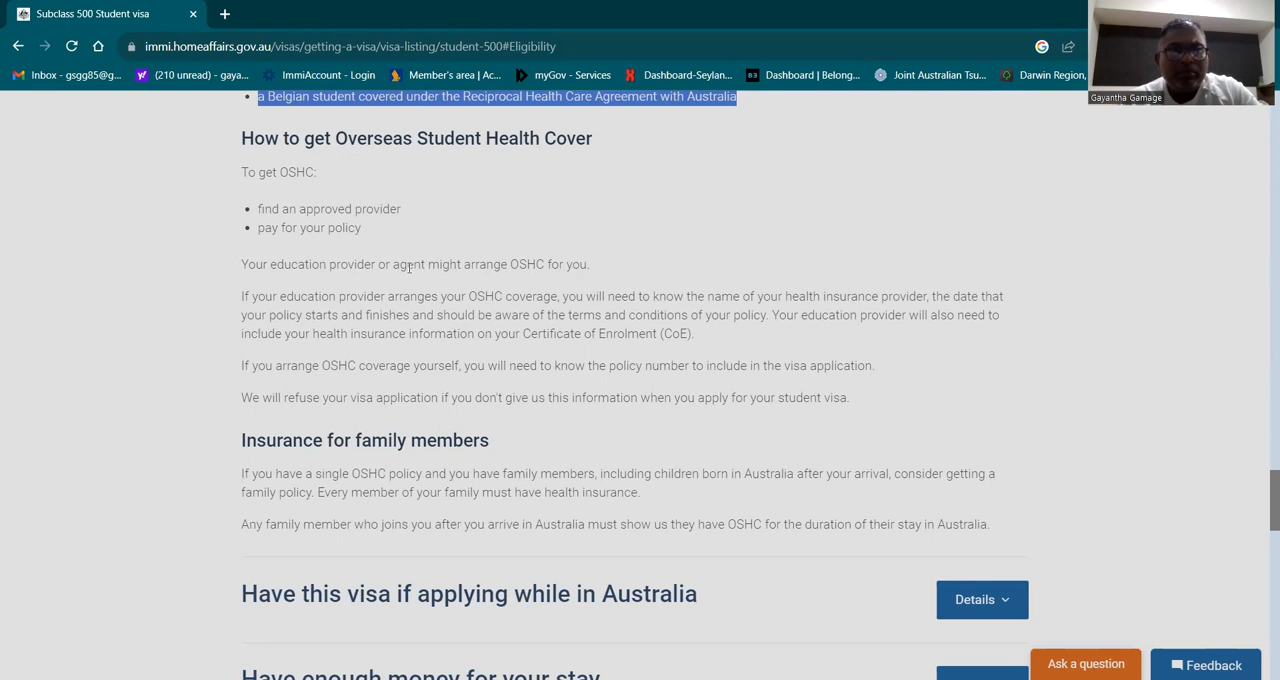 Subclass 500 Student visa
immi.homeaffairs.gov.au/visas/getting-a-visa/visa-listing/student-500#Eligibility
Inbox - gsgg85@g... (210 unread) - gaya... ImmiAccount - Login Member's area | Ac... myGov - Services Dashboard-Seylan... Dashboard | Belong... Joint Australian Tsu... Darwin Region,
Gayantha Gamage
• a Belgian student covered under the Reciprocal Health Care Agreement with Australia
How to get Overseas Student Health Cover
To get OSHC:
• find an approved provider
• pay for your policy
Your education provider or agent might arrange OSHC for you.
If your education provider arranges your OSHC coverage, you will need to know the name of your health insurance provider, the date that
your policy starts and finishes and should be aware of the terms and conditions of your policy. Your education provider will also need to
include your health insurance information on your Certificate of Enrolment (CoE).
If you arrange OSHC coverage yourself, you will need to know the policy number to include in the visa application.
We will refuse your visa application if you don't give us this information when you apply for your student visa.
Insurance for family members
If you have a single OSHC policy and you have family members, including children born in Australia after your arrival, consider getting a
family policy. Every member of your family must have health insurance.
Any family member who joins you after you arrive in Australia must show us they have OSHC for the duration of their stay in Australia.
Have this visa if applying while in Australia
Details
Have enough money for your stay
Ask a question
Feedback